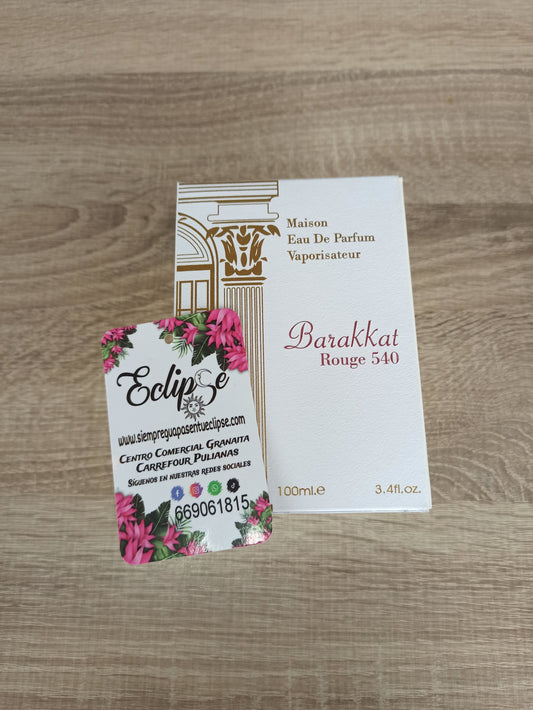 Maison
Eau De Parfum
Vaporisateur
Barakkat
Rouge 540
100ml.e
3,4fl.oz.
Eclipse
www.siempreguapasentueclipse.com
CENTRO COMERCIAL GRANAITA
CARREFOUR PULIANAS
SÍGUENOS EN NUESTRAS REDES SOCIALES
669061815